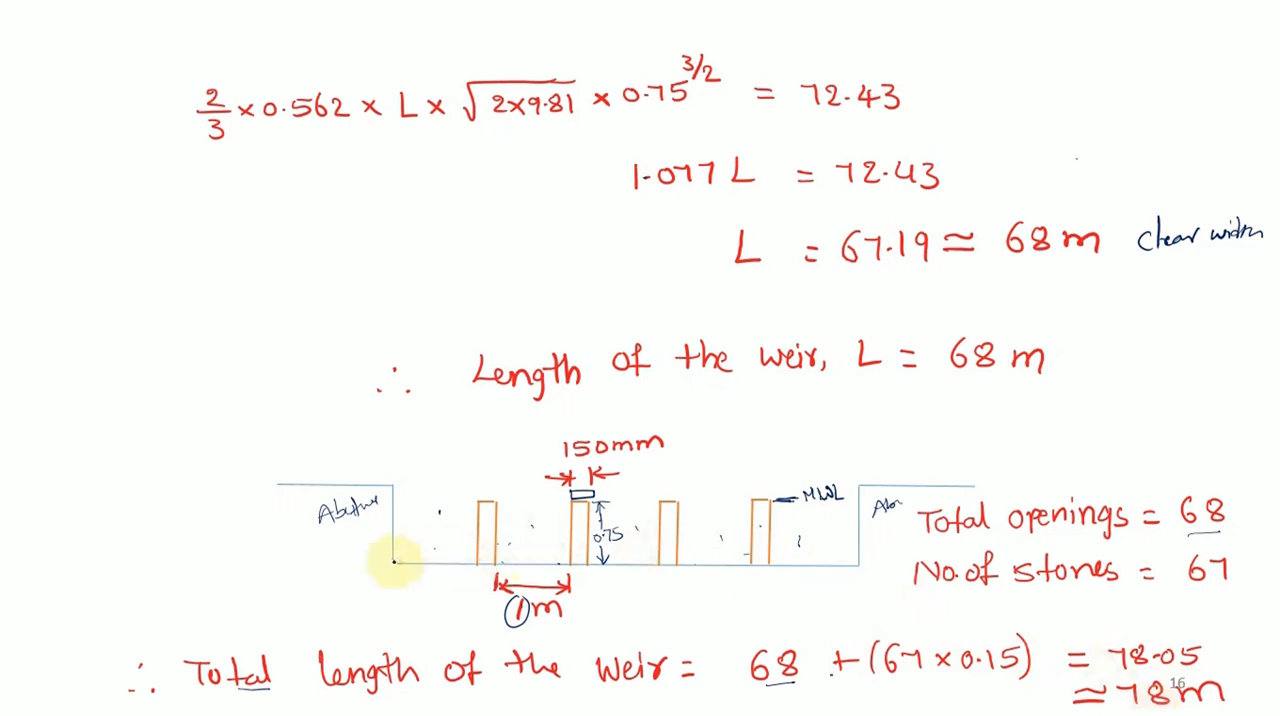 2/3 × 0.562 × L × √2×9.81 × 0.75^3/2 = 72.43
1.077 L = 72.43
L = 67.19 ≃ 68 m clear width
∴ Length of the weir, L = 68 m
150mm
MWL
0.75
1m
Total openings = 68
No. of stones = 67
∴ Total length of the weir = 68 + (67 × 0.15) = 78.05
≃ 78 m
16